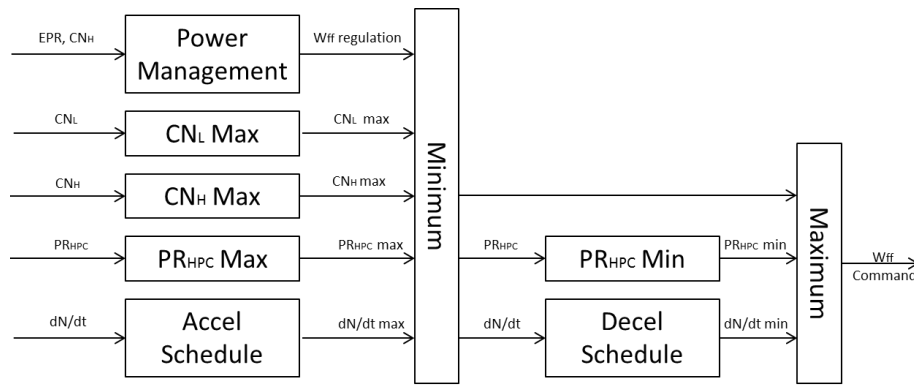 EPR, CNH
Power
Management
Wff regulation
CNL
CNL Max
CNL max
CNH
CNH Max
CNH max
PRHPC
PRHPC Max
PRHPC max
dN/dt
Accel
Schedule
dN/dt max
Minimum
PRHPC
PRHPC Min
PRHPC min
dN/dt
Decel
Schedule
dN/dt min
Maximum
Wff
Command